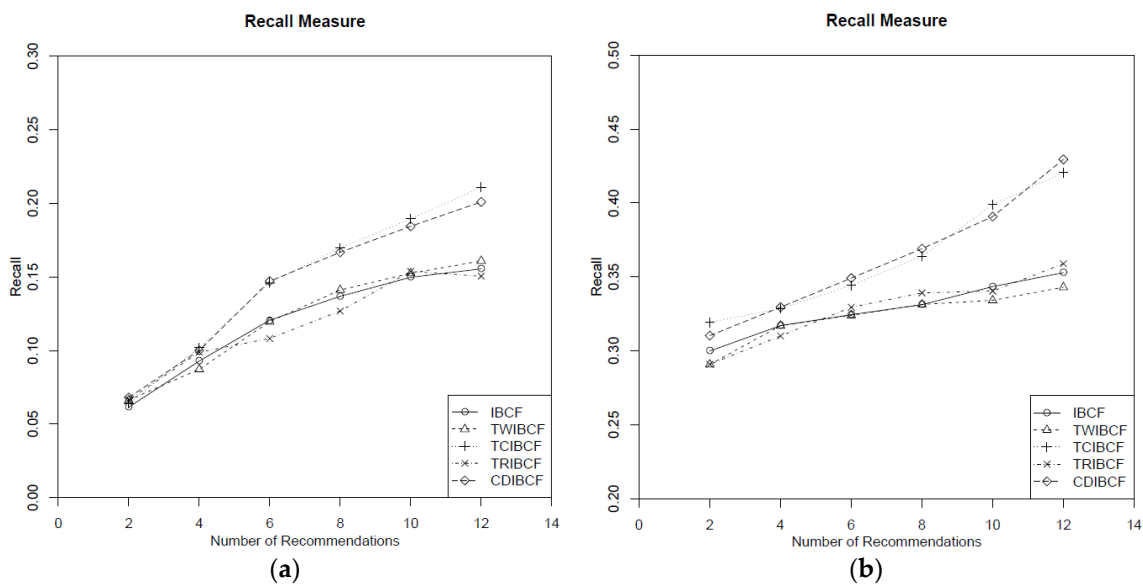 Recall Measure
0.30
0.25
0.20
0.15
0.10
0.05
0.00
Recall
0 2 4 6 8 10 12 14
Number of Recommendations
IBCF
TWIBCF
TCIBCF
TRIBCF
CDIBCF
(a)
Recall Measure
0.50
0.45
0.40
0.35
0.30
0.25
0.20
Recall
0 2 4 6 8 10 12 14
Number of Recommendations
IBCF
TWIBCF
TCIBCF
TRIBCF
CDIBCF
(b)